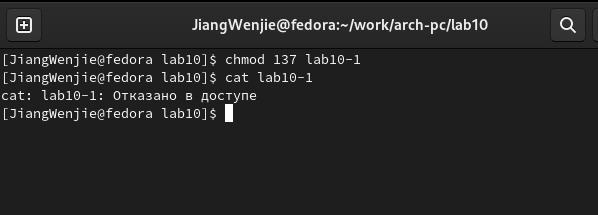 JiangWenjie@fedora:~/work/arch-pc/lab10
[JiangWenjie@fedora lab10]$ chmod 137 lab10-1
[JiangWenjie@fedora lab10]$ cat lab10-1
cat: lab10-1: Отказано в доступе
[JiangWenjie@fedora lab10]$